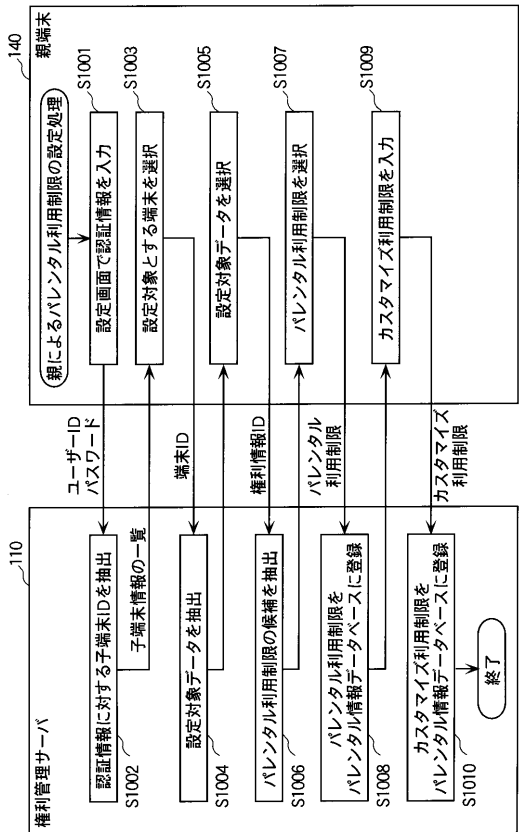 140
親端末
親によるパレンタル利用制限の設定処理
設定画面で認証情報を入力
S1001
ユーザーID
パスワード
110
権利管理サーバ
認証情報に対する子端末IDを抽出
S1002
子端末情報の一覧
設定対象とする端末を選択
S1003
端末ID
設定対象データを抽出
S1004
設定対象データを選択
S1005
権利情報ID
パレンタル利用制限の候補を抽出
S1006
パレンタル利用制限を選択
S1007
パレンタル
利用制限
パレンタル利用制限を
パレンタル情報データベースに登録
S1008
カスタマイズ利用制限を入力
S1009
カスタマイズ
利用制限
カスタマイズ利用制限を
パレンタル情報データベースに登録
S1010
終了